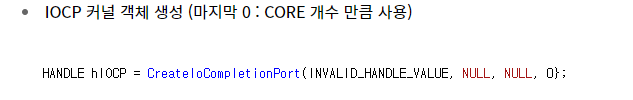 IOCP 커널 객체 생성 (마지막 0 : CORE 개수 만큼 사용)
HANDLE hIOCP = CreateIoCompletionPort(INVALID_HANDLE_VALUE, NULL, NULL, 0};